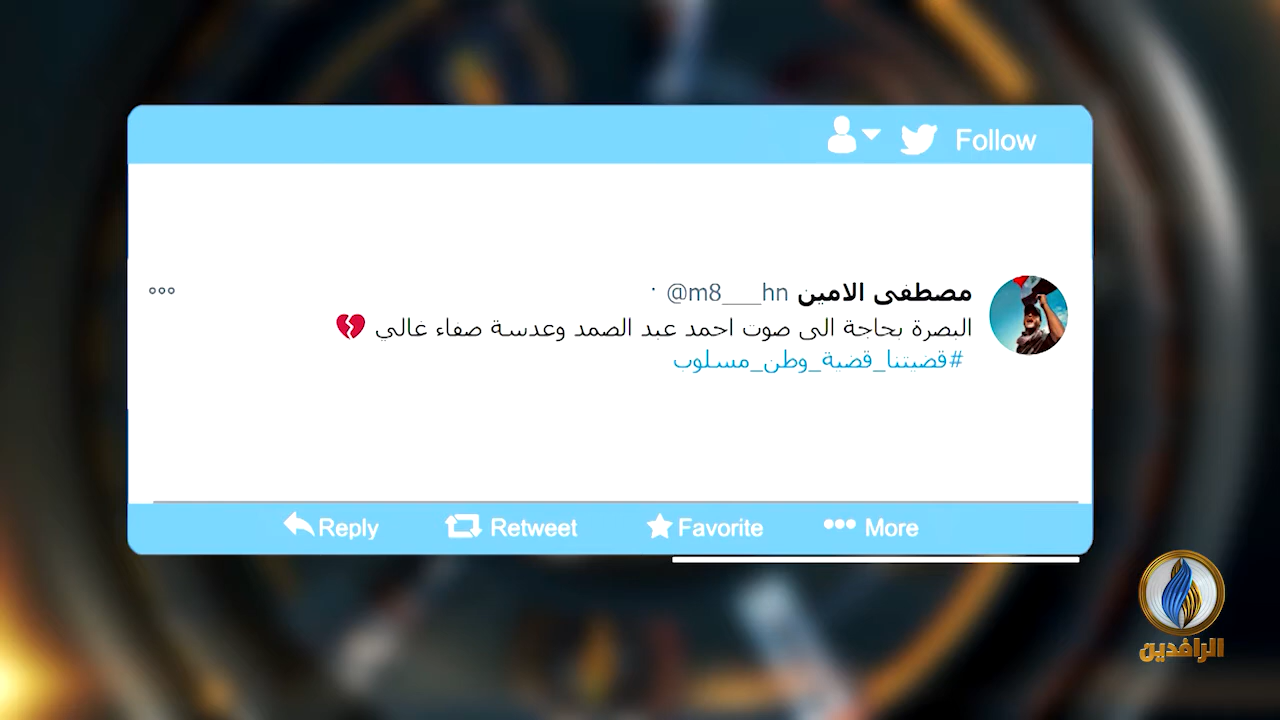 Follow
مصطفى الامين @m8___hn ·
البصرة بحاجة الى صوت احمد عبد الصمد وعدسة صفاء غالي 💔
#قضيتنا_قضية_وطن_مسلوب
Reply Retweet Favorite More
الرافدين